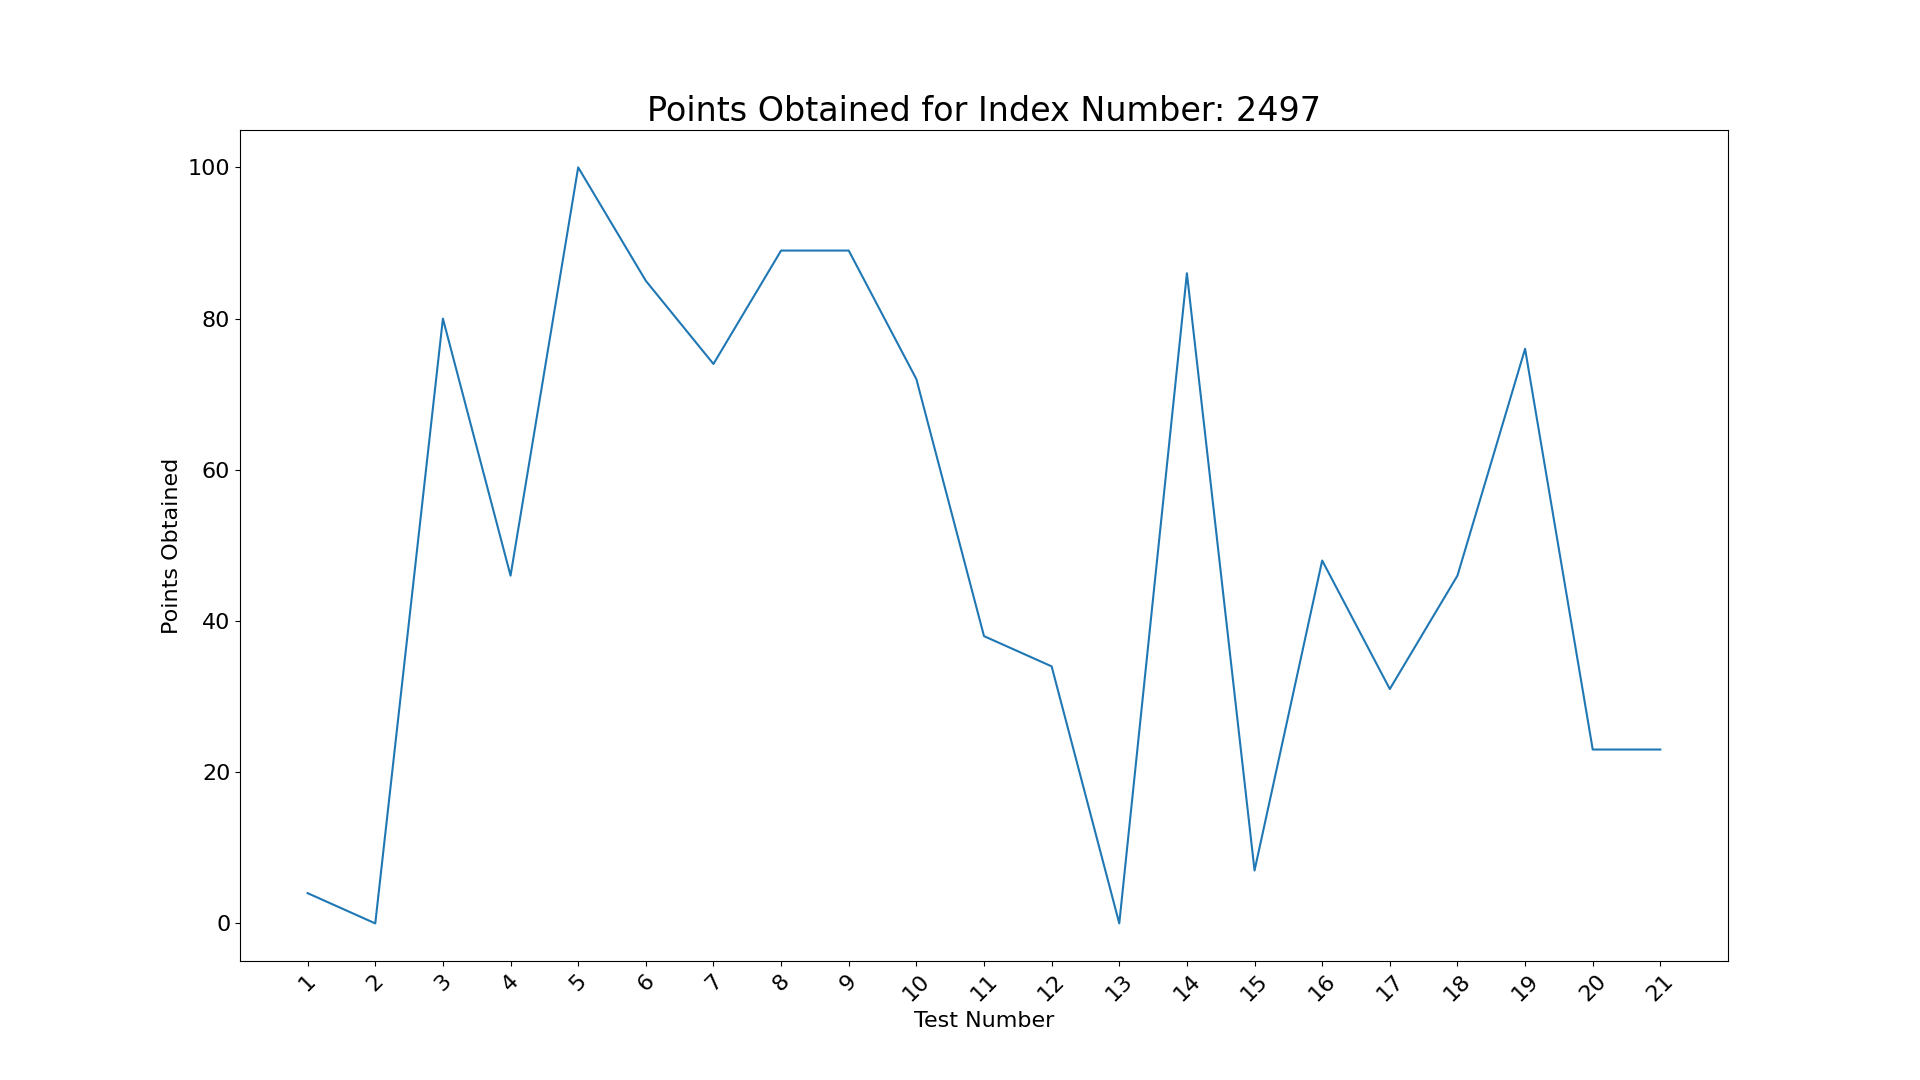 Points Obtained for Index Number: 2497
Points Obtained
100
80
60
40
20
0
1 2 3 4 5 6 7 8 9 10 11 12 13 14 15 16 17 18 19 20 21
Test Number